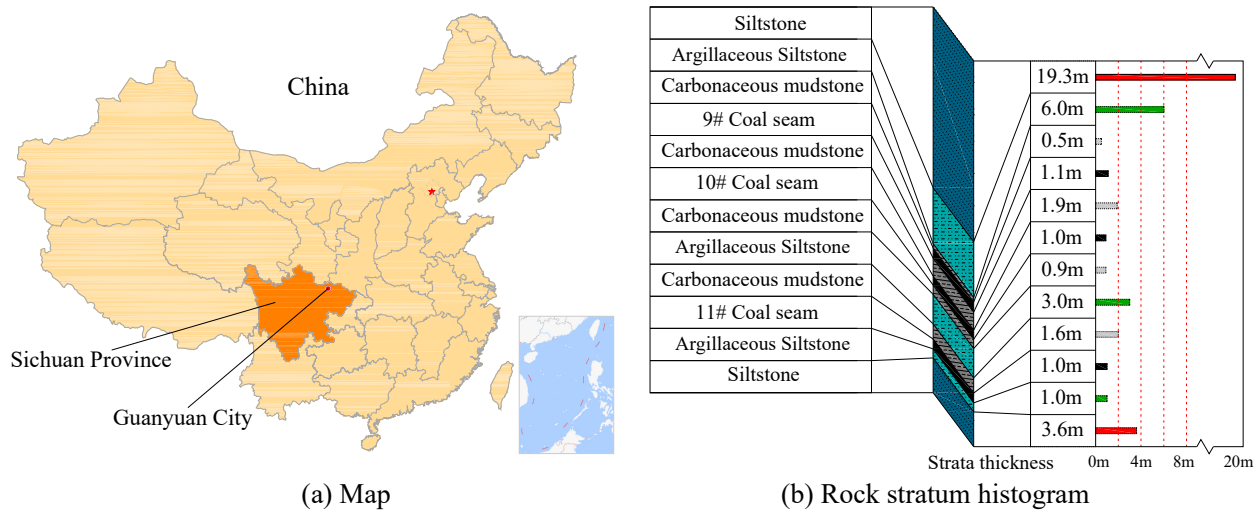 China
Sichuan Province
Guanyuan City
(a) Map
Siltstone
Argillaceous Siltstone
Carbonaceous mudstone
9# Coal seam
Carbonaceous mudstone
10# Coal seam
Carbonaceous mudstone
Argillaceous Siltstone
Carbonaceous mudstone
11# Coal seam
Argillaceous Siltstone
Siltstone
19.3m
6.0m
0.5m
1.1m
1.9m
1.0m
0.9m
3.0m
1.6m
1.0m
1.0m
3.6m
Strata thickness
0m 4m 8m 20m
(b) Rock stratum histogram